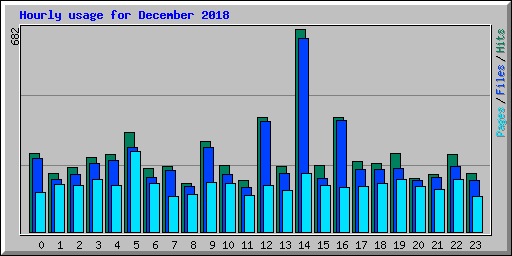 Hourly usage for December 2018
682
Pages / Files / Hits
0 1 2 3 4 5 6 7 8 9 10 11 12 13 14 15 16 17 18 19 20 21 22 23